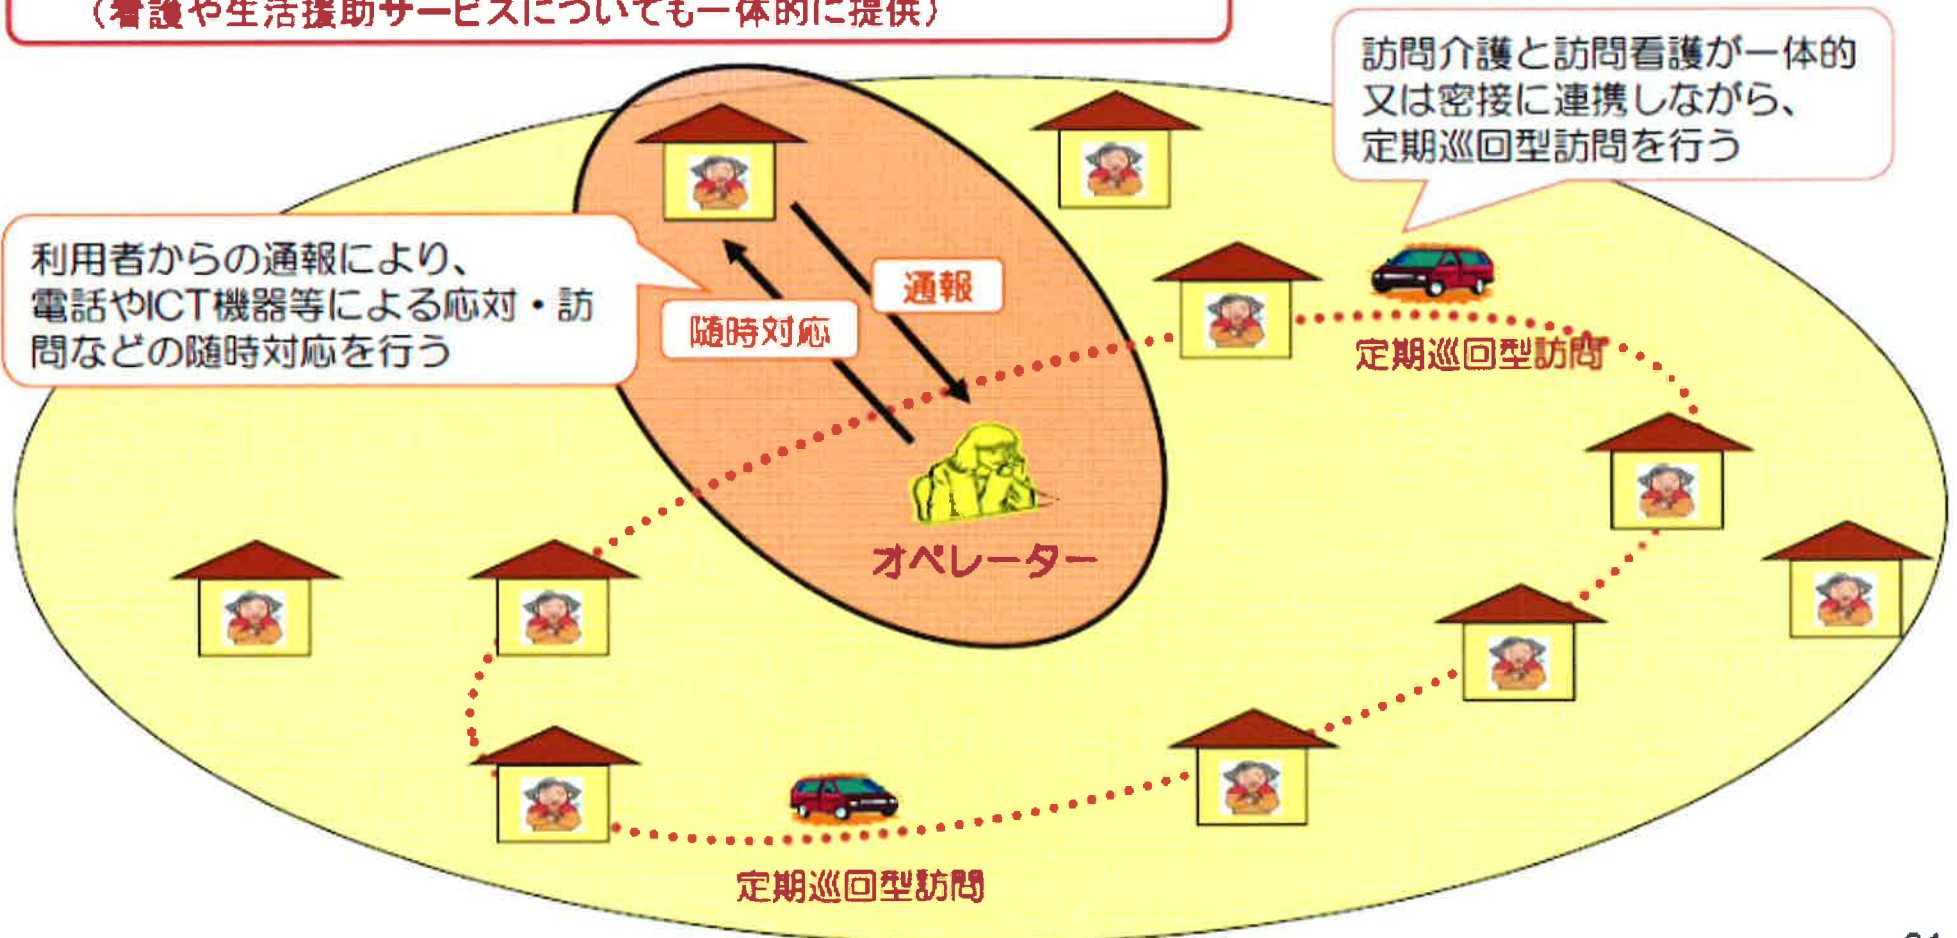 (看護や生活援助サービスについても一体的に提供)
訪問介護と訪問看護が一体的
又は密接に連携しながら、
定期巡回型訪問を行う
利用者からの通報により、
電話やICT機器等による応対・訪
問などの随時対応を行う
通報
随時対応
定期巡回型訪問
オペレーター
定期巡回型訪問